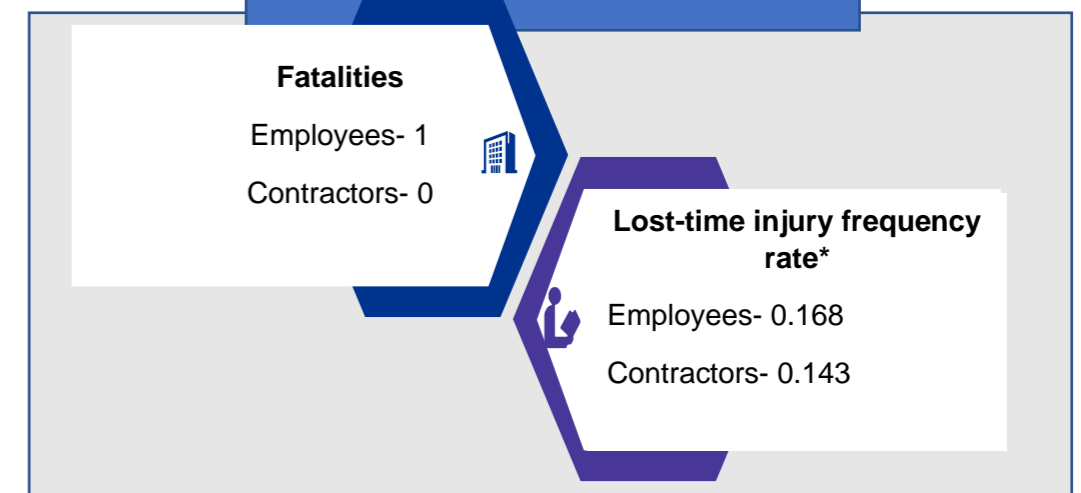 Fatalities
Employees- 1
Contractors- 0
Lost-time injury frequency
rate*
Employees- 0.168
Contractors- 0.143